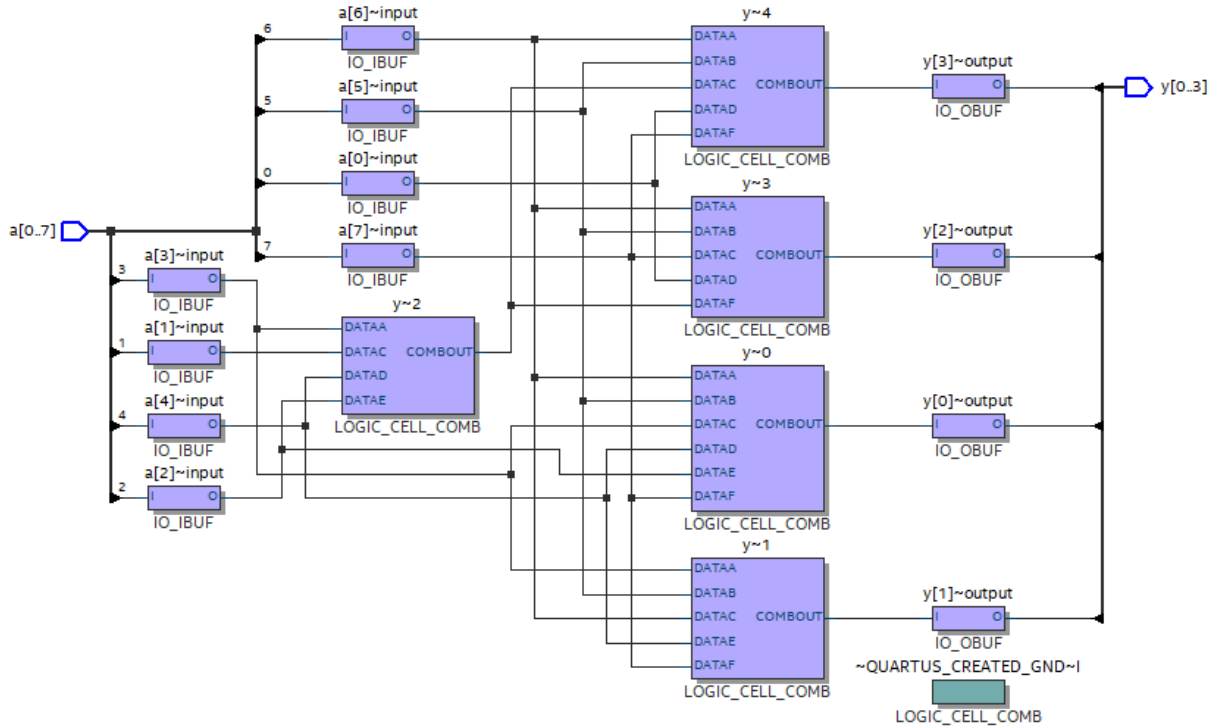 a[0..7]
6
a[6]~input
I
O
IO_IBUF
5
a[5]~input
I
O
IO_IBUF
0
a[0]~input
I
O
IO_IBUF
7
a[7]~input
I
O
IO_IBUF
3
a[3]~input
I
O
IO_IBUF
1
a[1]~input
I
O
IO_IBUF
4
a[4]~input
I
O
IO_IBUF
2
a[2]~input
I
O
IO_IBUF
y~2
DATAA
DATAC COMBOUT
DATAD
DATAE
LOGIC_CELL_COMB
y~4
DATAA
DATAB
DATAC COMBOUT
DATAD
DATAF
LOGIC_CELL_COMB
y~3
DATAA
DATAB
DATAC COMBOUT
DATAD
DATAF
LOGIC_CELL_COMB
y~0
DATAA
DATAB
DATAC COMBOUT
DATAD
DATAE
DATAF
LOGIC_CELL_COMB
y~1
DATAA
DATAB
DATAC COMBOUT
DATAE
DATAF
LOGIC_CELL_COMB
y[3]~output
I
O
IO_OBUF
y[2]~output
I
O
IO_OBUF
y[0]~output
I
O
IO_OBUF
y[1]~output
I
O
IO_OBUF
~QUARTUS_CREATED_GND~I
LOGIC_CELL_COMB
y[0..3]